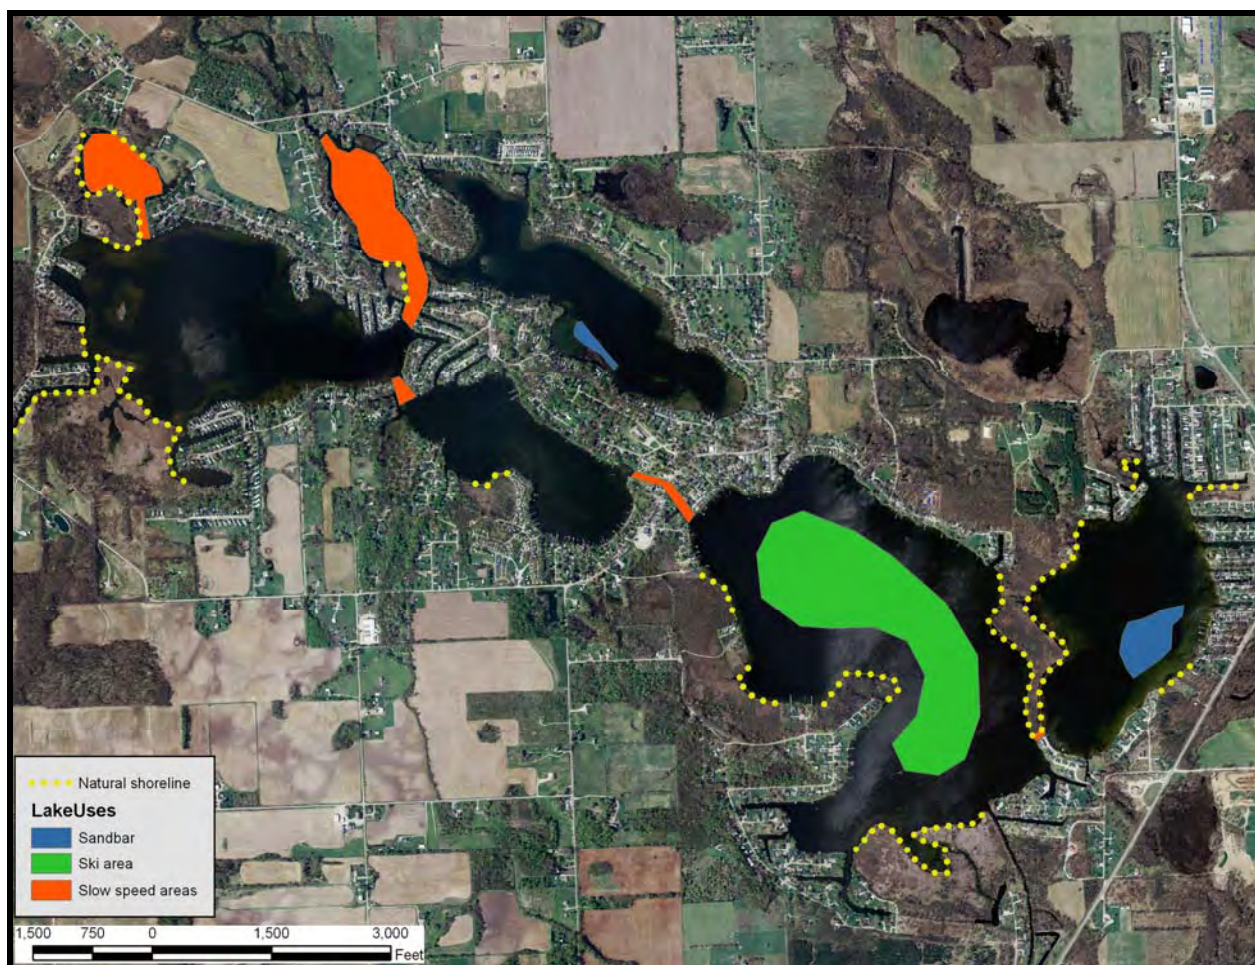 Natural shoreline
LakeUses
Sandbar
Ski area
Slow speed areas
1,500 750 0 1,500 3,000
Feet